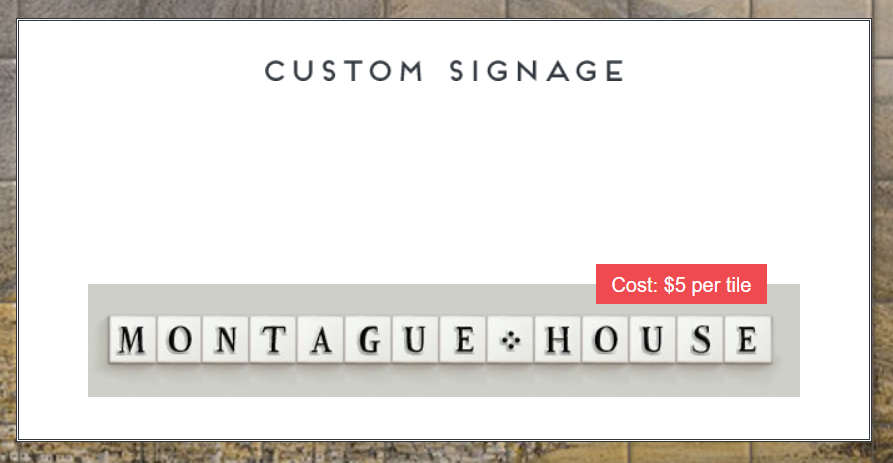 CUSTOM SIGNAGE
Cost: $5 per tile
MONTAGUE HOUSE